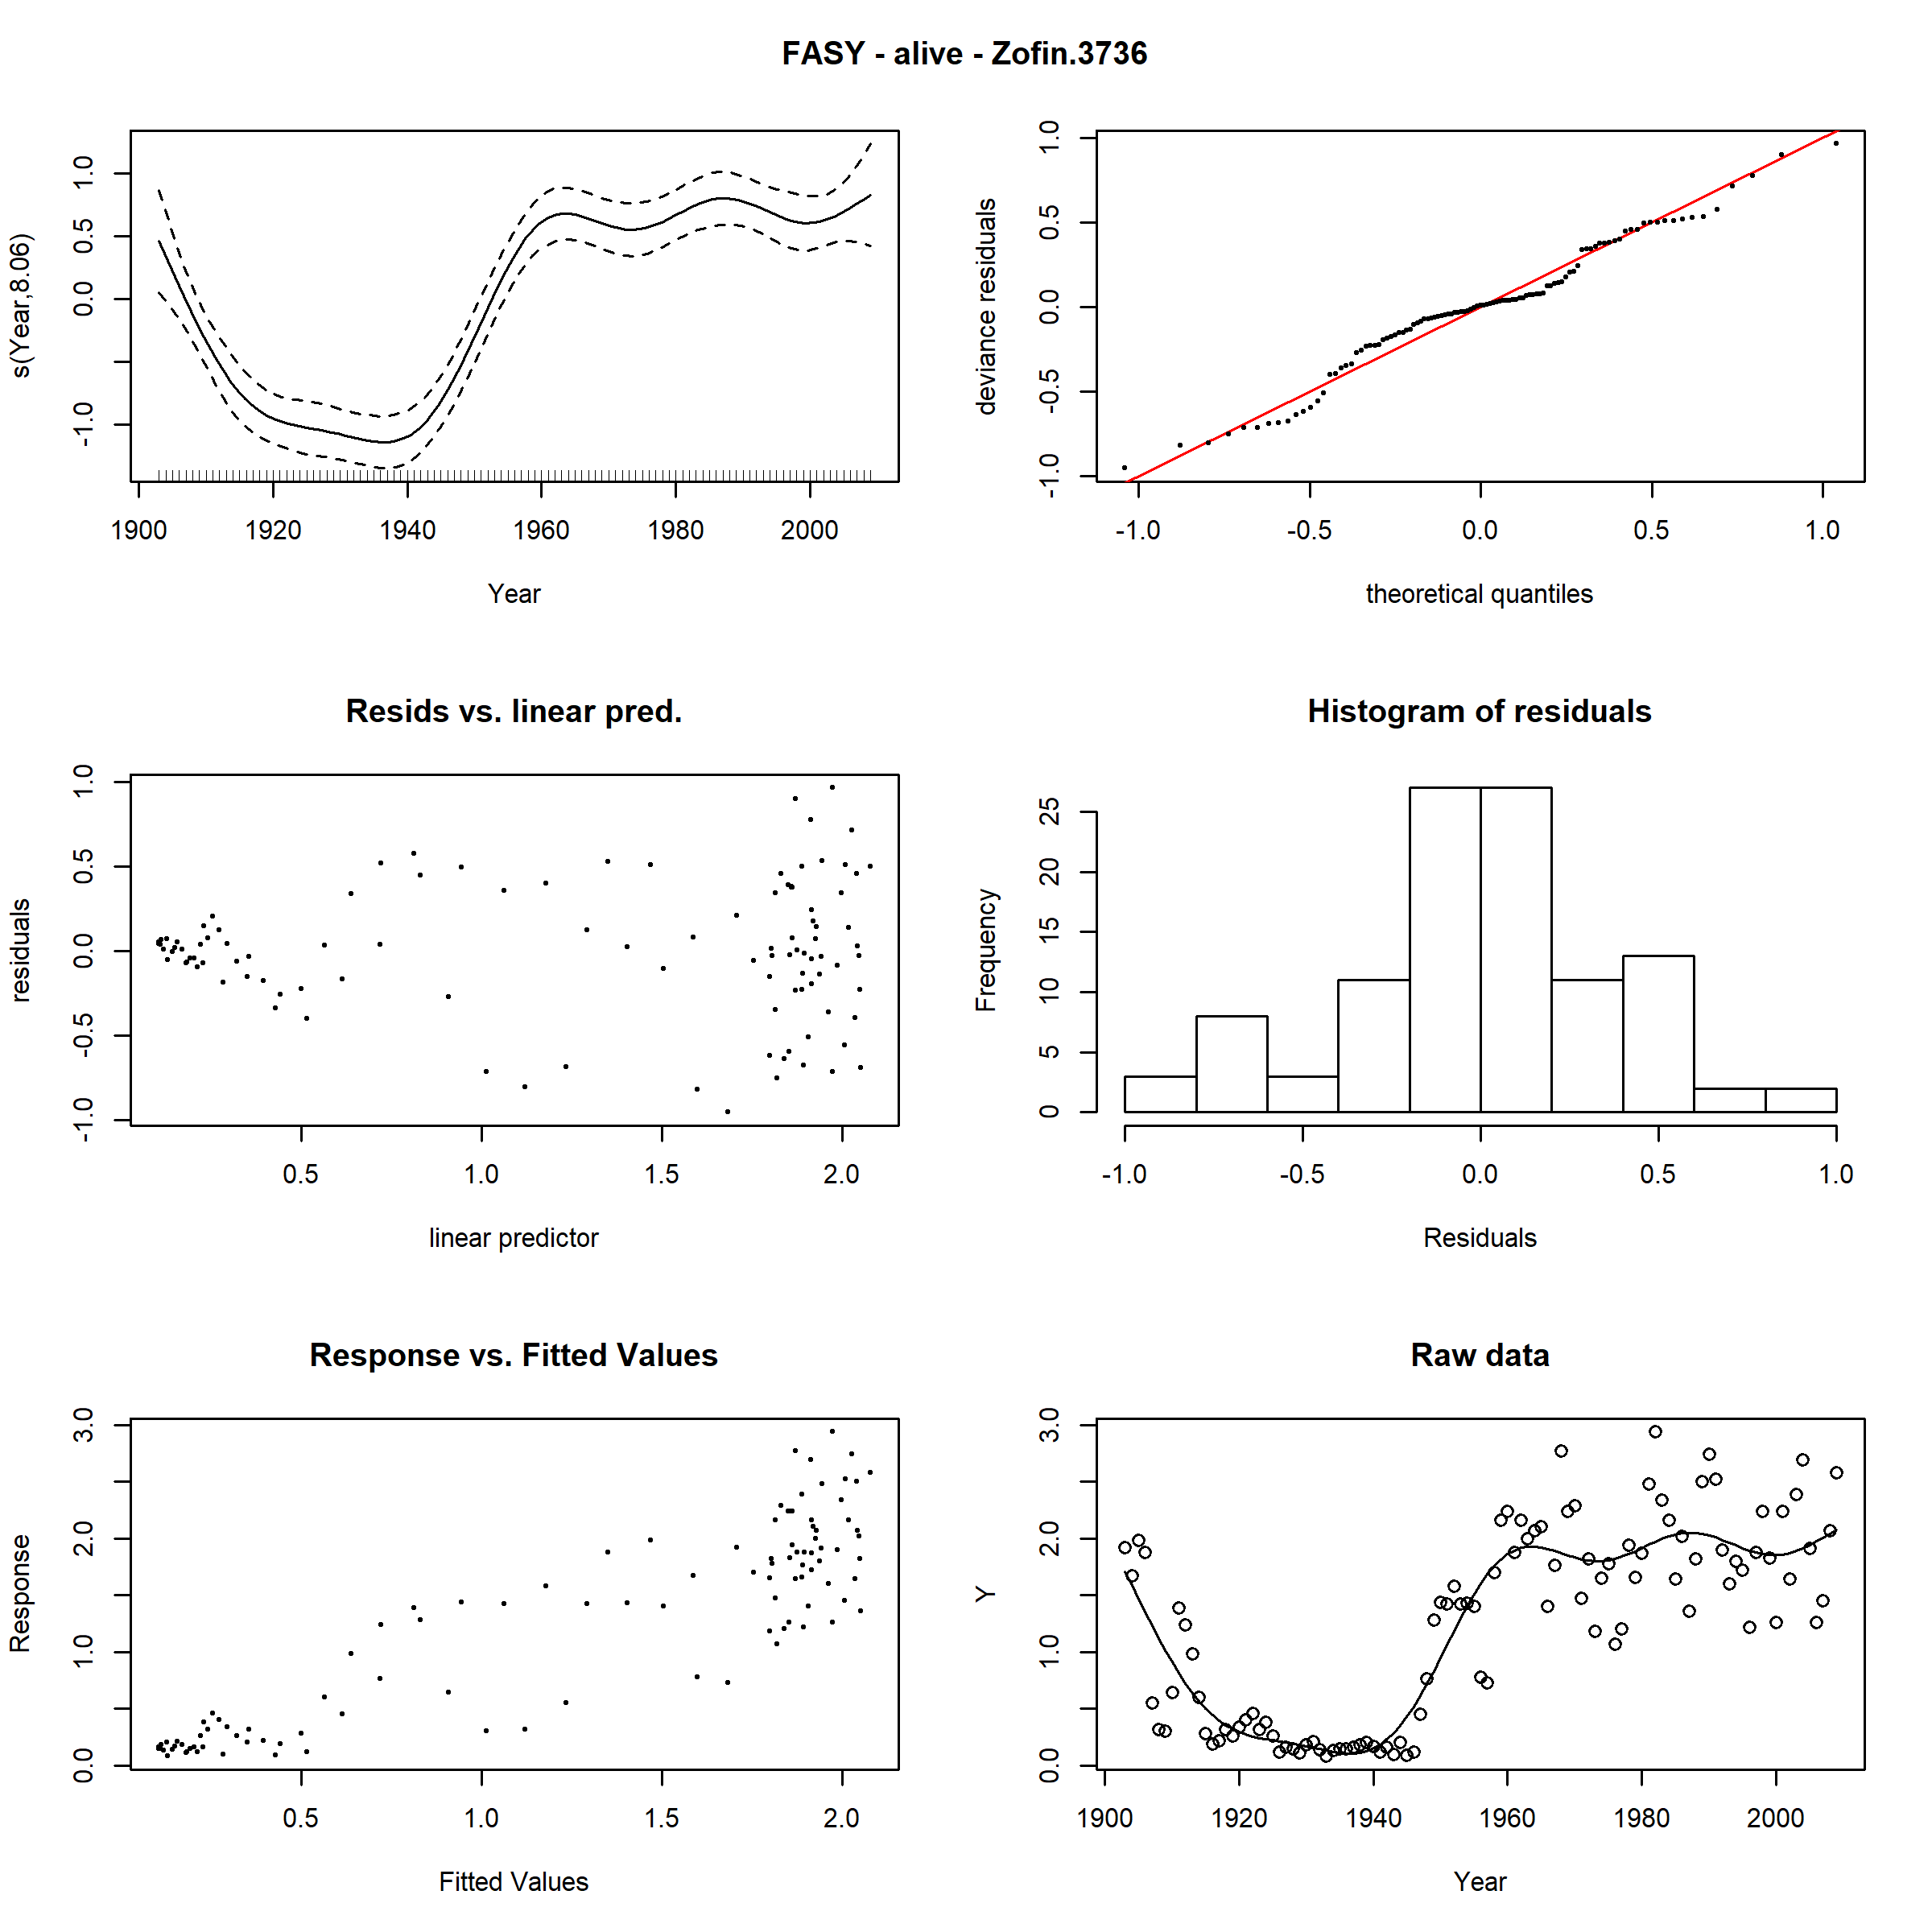 FASY - alive - Zofin.3736
s(Year,8.06)
1.0
0.5
0.0
-1.0
1900 1920 1940 1960 1980 2000
Year
deviance residuals
1.0
0.5
0.0
-0.5
-1.0
-1.0 -0.5 0.0 0.5 1.0
theoretical quantiles
Resids vs. linear pred.
residuals
1.0
0.5
0.0
-0.5
-1.0
0.5 1.0 1.5 2.0
linear predictor
Histogram of residuals
Frequency
25
20
15
10
5
0
-1.0 -0.5 0.0 0.5 1.0
Residuals
Response vs. Fitted Values
Response
3.0
2.0
1.0
0.0
0.5 1.0 1.5 2.0
Fitted Values
Raw data
Y
3.0
2.0
1.0
0.0
1900 1920 1940 1960 1980 2000
Year